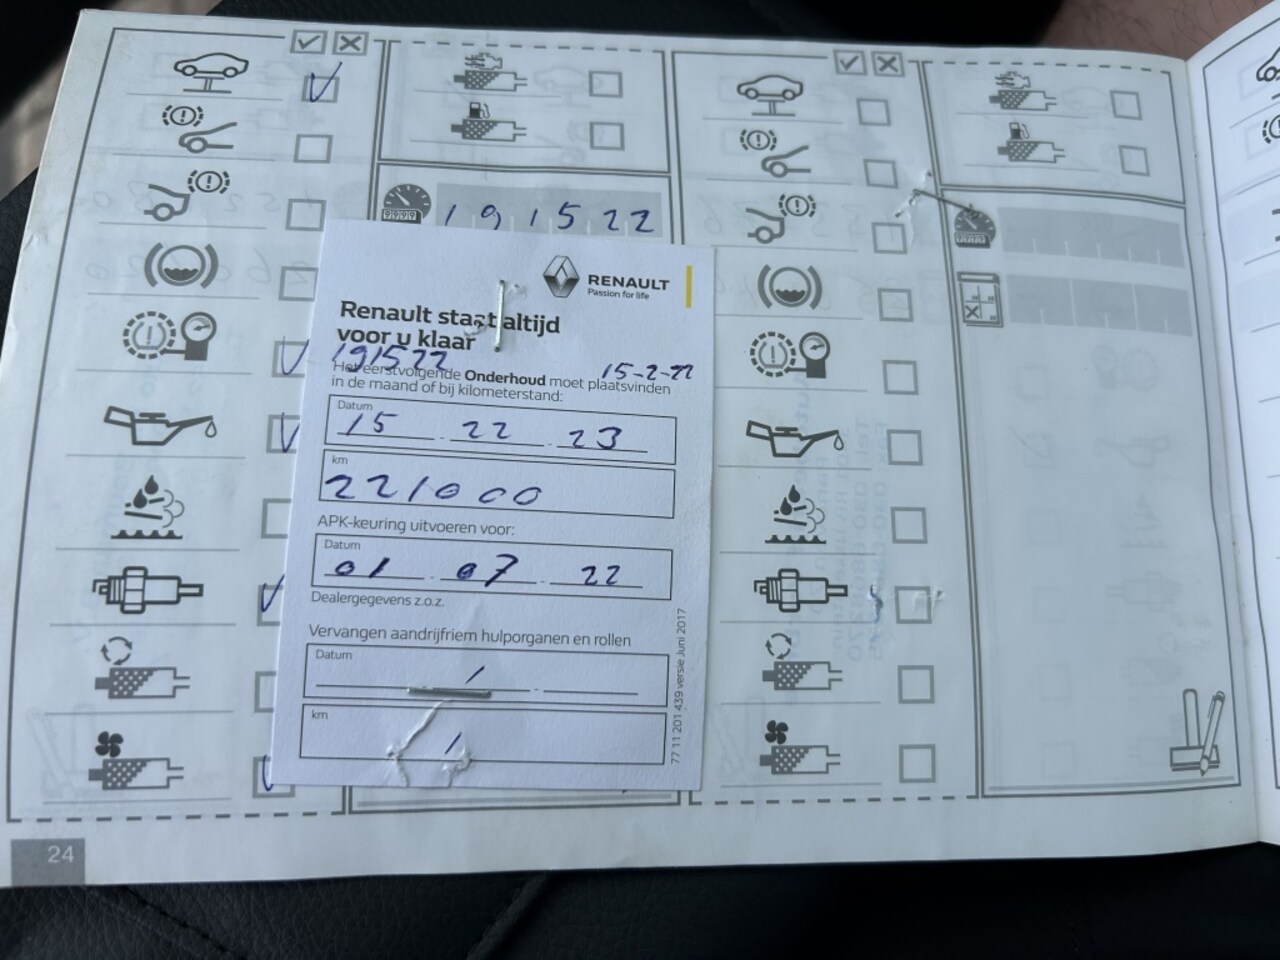 191522
RENAULT
Passion for life
Renault staat altijd
voor u klaar
191522 15-2-22
Het eerstvolgende Onderhoud moet plaatsvinden
in de maand of bij kilometerstand:
Datum
15 22 23
km
221000
APK-keuring uitvoeren voor:
Datum
01 07 22
Dealergegevens z.o.z.
Vervangen aandrijfriem hulporganen en rollen
Datum
/
km
/
77 11 201 439 versie Juni 2017
24